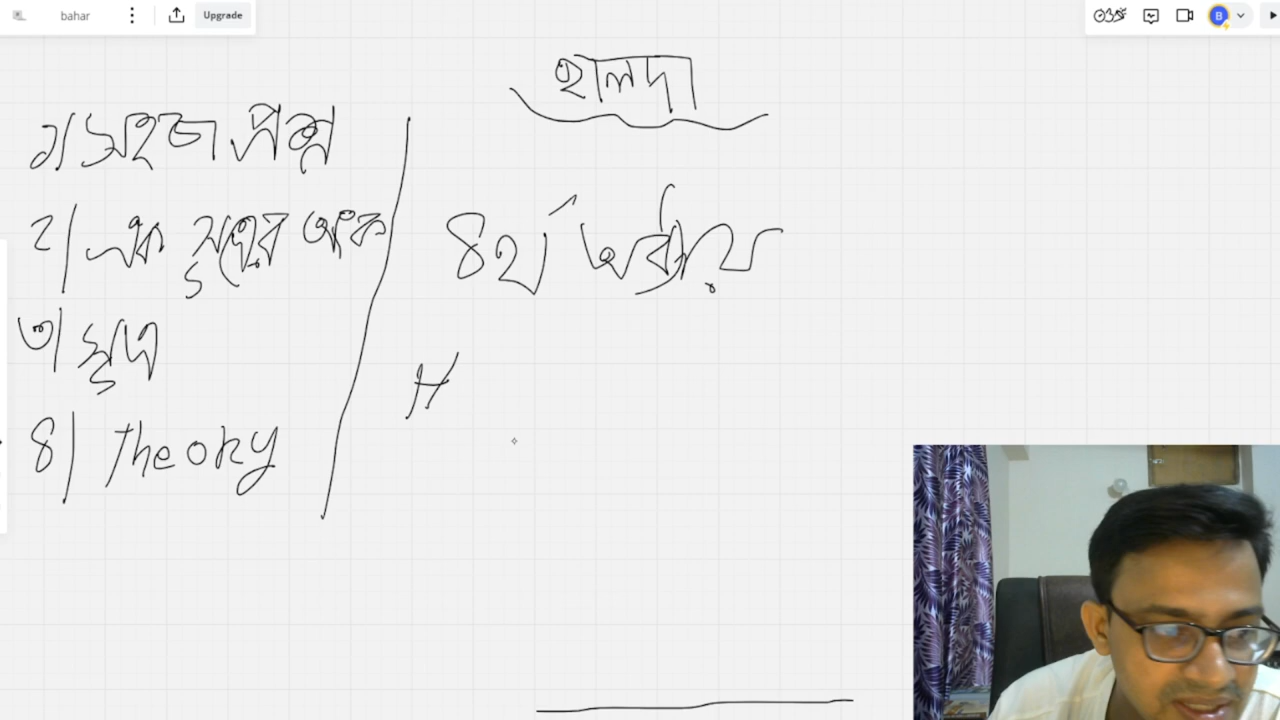 bahar
Upgrade
B
হালদা
১। সহজ প্রশ্ন
২। এক সূত্রের অংক
৩। সূত্র
৪। Theory
৪র্থ অধ্যায়
H